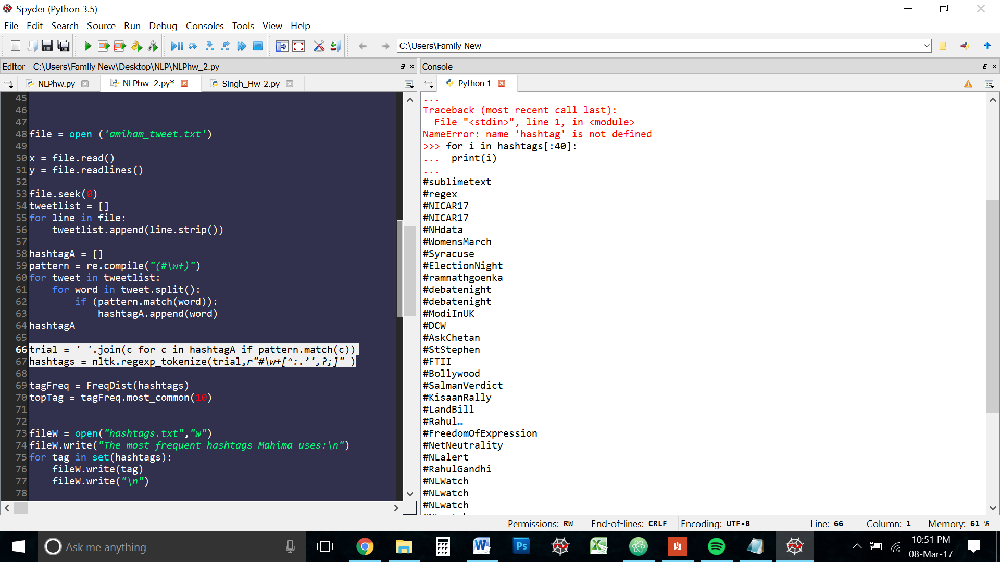 Spyder (Python 3.5)
File Edit Search Source Run Debug Consoles Tools View Help
C:\Users\Family New
Editor - C:\Users\Family New\Desktop\NLP\NLPhw_2.py
NLPhw.py NLPhw_2.py* Singh_Hw-2.py
45
46
47
48 file = open ('amiham_tweet.txt')
49
50 x = file.read()
51 y = file.readlines()
52
53 file.seek(0)
54 tweetlist = []
55 for line in file:
56     tweetlist.append(line.strip())
57
58 hashtagA = []
59 pattern = re.compile("(#\w+)")
60 for tweet in tweetlist:
61     for word in tweet.split():
62         if (pattern.match(word)):
63             hashtagA.append(word)
64 hashtagA
65
66 trial = ' '.join(c for c in hashtagA if pattern.match(c))
67 hashtags = nltk.regexp_tokenize(trial,r"#\w+[^:.’',?;]" )
68
69 tagFreq = FreqDist(hashtags)
70 topTag = tagFreq.most_common(10)
71
72
73 fileW = open("hashtags.txt","w")
74 fileW.write("The most frequent hashtags Mahima uses:\n")
75 for tag in set(hashtags):
76     fileW.write(tag)
77     fileW.write("\n")
78
Console
Python 1
...
Traceback (most recent call last):
  File "<stdin>", line 1, in <module>
NameError: name 'hashtag' is not defined
>>> for i in hashtags[:40]:
...  print(i)
...
#sublimetext
#regex
#NICAR17
#NICAR17
#NHdata
#WomensMarch
#Syracuse
#ElectionNight
#ramnathgoenka
#debatenight
#debatenight
#ModiInUK
#DCW
#AskChetan
#StStephen
#FTII
#Bollywood
#SalmanVerdict
#KisaanRally
#LandBill
#Rahul…
#FreedomOfExpression
#NetNeutrality
#NLalert
#RahulGandhi
#NLWatch
#NLwatch
#NLwatch
Permissions: RW End-of-lines: CRLF Encoding: UTF-8 Line: 66 Column: 1 Memory: 61 %
Ask me anything
Ps
10:51 PM
08-Mar-17